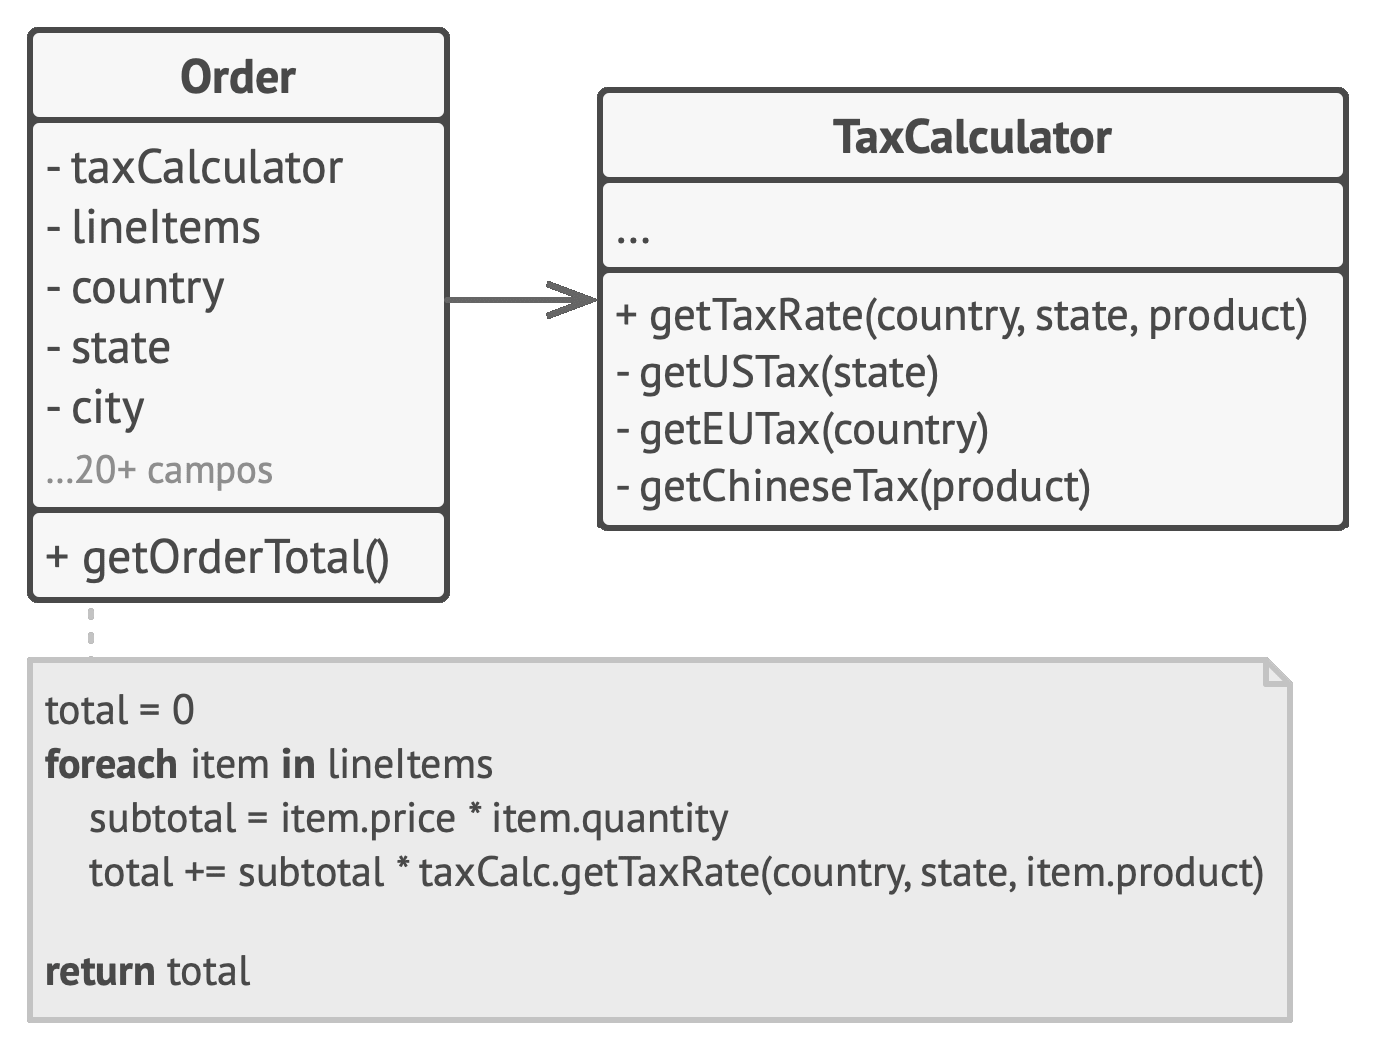 Order
- taxCalculator
- lineItems
- country
- state
- city
...20+ campos
+ getOrderTotal()
TaxCalculator
...
+ getTaxRate(country, state, product)
- getUSTax(state)
- getEUTax(country)
- getChineseTax(product)
total = 0
foreach item in lineItems
subtotal = item.price * item.quantity
total += subtotal * taxCalc.getTaxRate(country, state, item.product)
return total